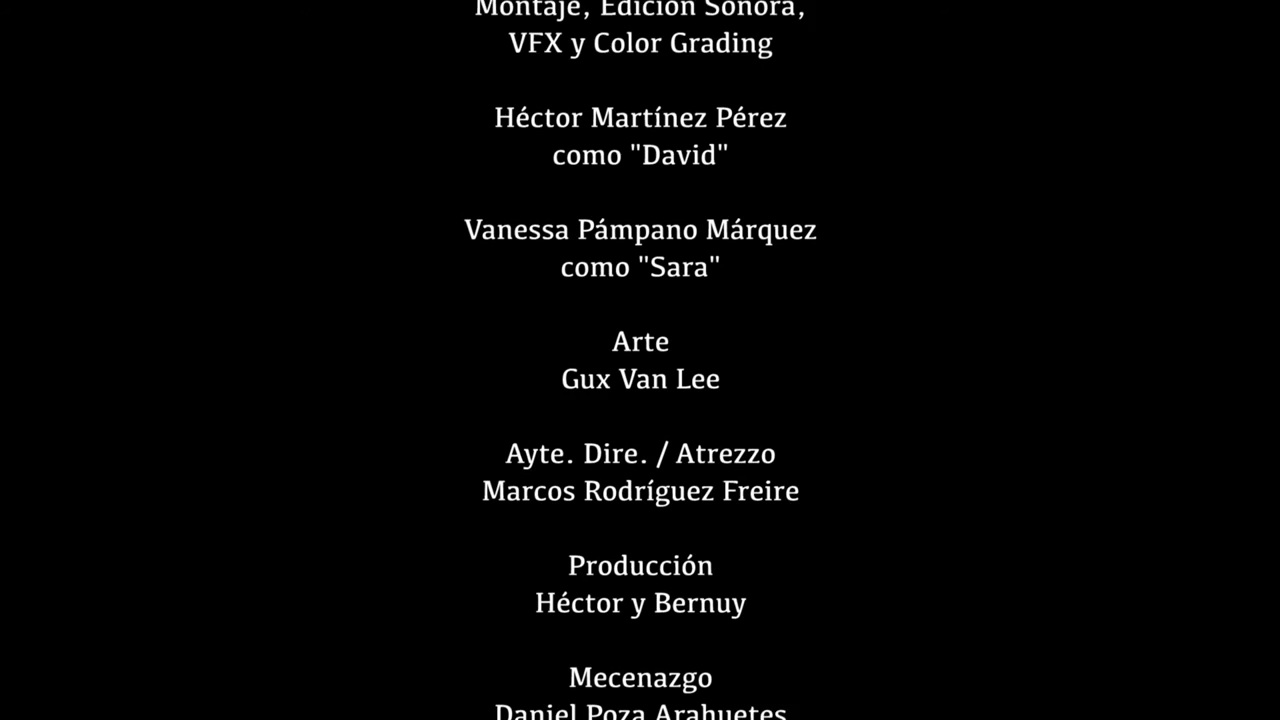 Montaje, Edición Sonora,
VFX y Color Grading
Héctor Martínez Pérez
como "David"
Vanessa Pámpano Márquez
como "Sara"
Arte
Gux Van Lee
Ayte. Dire. / Atrezzo
Marcos Rodríguez Freire
Producción
Héctor y Bernuy
Mecenazgo
Daniel Poza Arahuetes